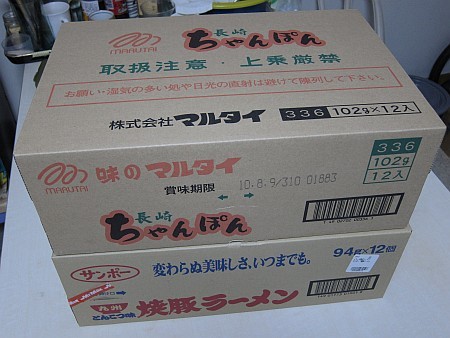 長崎
ちゃんぽん
MARUTAI
取扱注意・上乗厳禁
お願い・湿気の多い処や日光の直射は避けて陳列して下さい。
株式会社マルタイ
336 102g×12入
MARUTAI
味のマルタイ
賞味期限
10.8.9/310 01883
336
102g
12入
長崎
ちゃんぽん
サンポー
変わらぬ美味しさ、いつまでも。
94g×12個
九州
とんこつ味
焼豚ラーメン